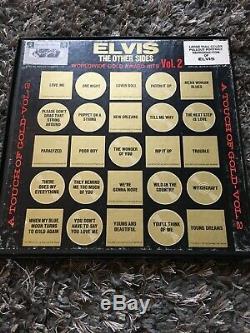 ELVIS
THE OTHER SIDES
WORLDWIDE GOLD AWARD HITS Vol. 2
A TOUCH OF GOLD · VOL. 2
LOVE ME
ONE NIGHT
LOVER DOLL
PATCH IT UP
MEAN WOMAN
BLUES
PLEASE DON'T
DRAG THAT
STRING
AROUND
PUPPET ON A
STRING
NEW ORLEANS
TELL ME WHY
THE NEXT STEP
IS LOVE
PARALYZED
POOR BOY
THE WONDER
OF YOU
RIP IT UP
TROUBLE
THERE
GOES MY
EVERYTHING
THEY REMIND
ME TOO MUCH
OF YOU
WE'RE
GONNA MOVE
WILD IN THE
COUNTRY
WITCHCRAFT
WHEN MY BLUE
MOON TURNS
TO GOLD AGAIN
YOU DON'T
HAVE TO SAY
YOU LOVE ME
YOUNG AND
BEAUTIFUL
YOU'LL THINK
OF ME
YOUNG DREAMS
A TOUCH OF GOLD · VOL. 2